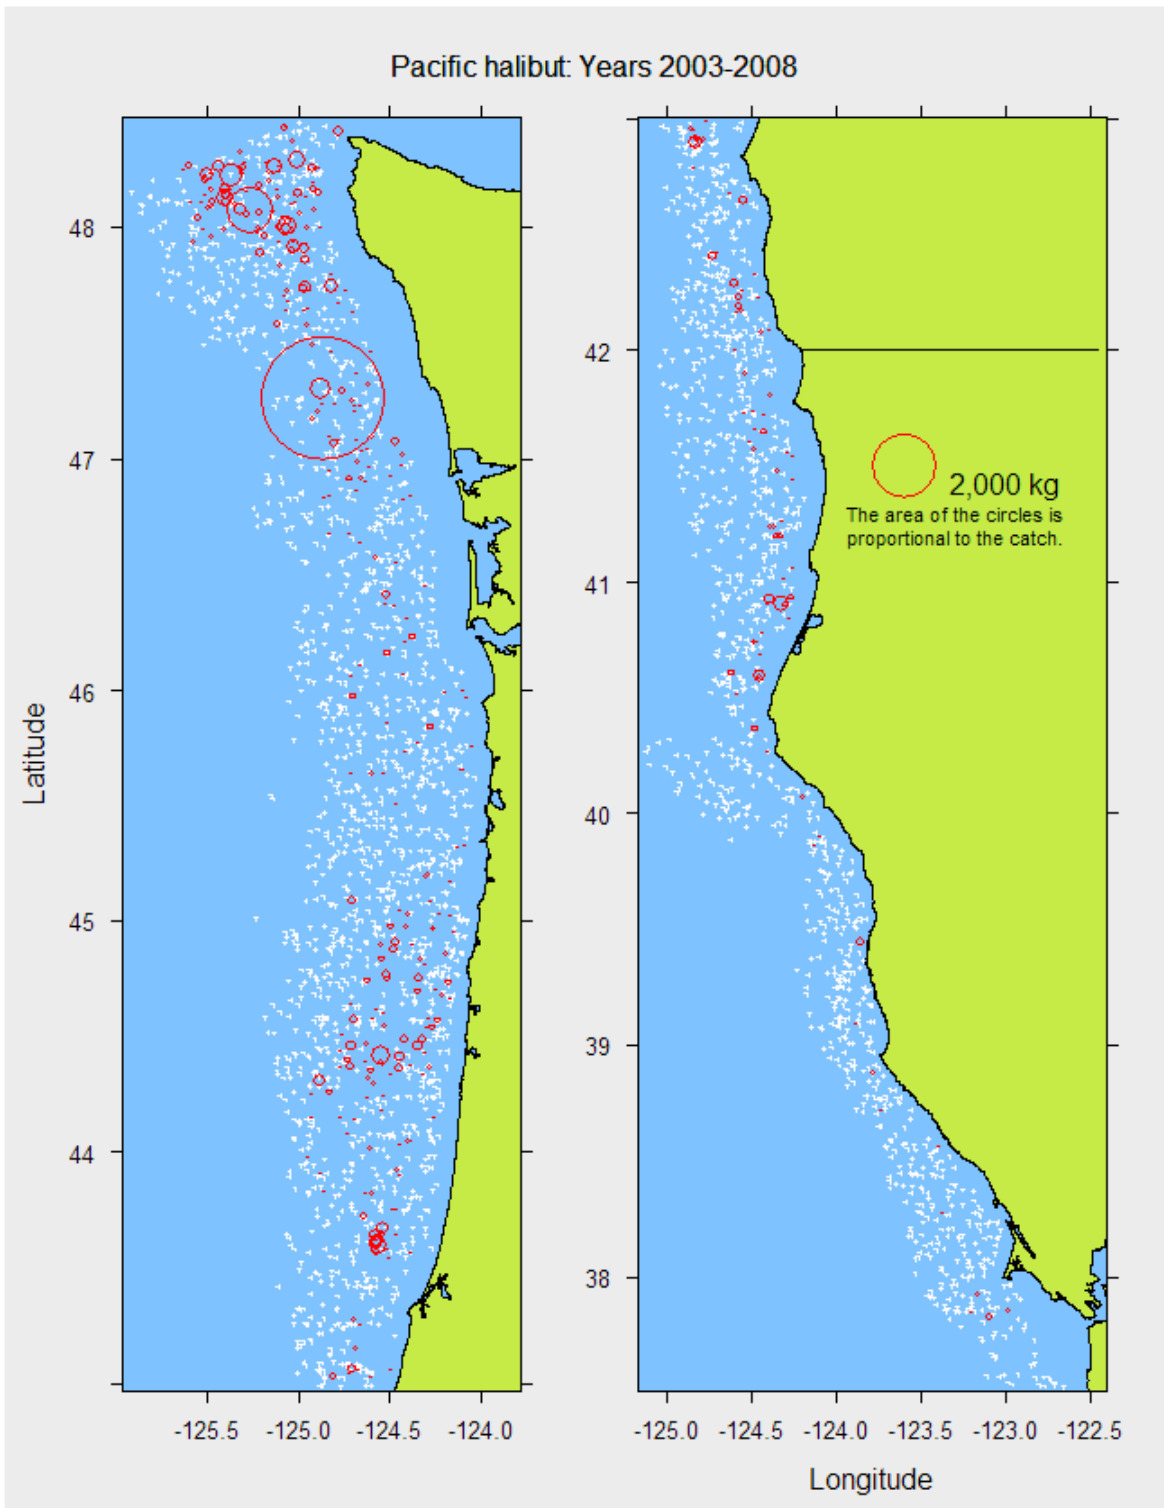 Pacific halibut: Years 2003-2008
48
47
46
45
44
Latitude
-125.5 -125.0 -124.5 -124.0
42
41
40
39
38
2,000 kg
The area of the circles is
proportional to the catch.
-125.0 -124.5 -124.0 -123.5 -123.0 -122.5
Longitude